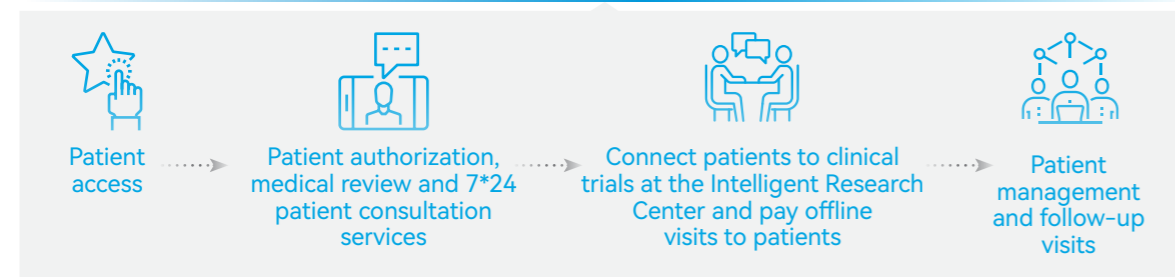 Patient
access
Patient authorization,
medical review and 7*24
patient consultation
services
Connect patients to clinical
trials at the Intelligent Research
Center and pay offline
visits to patients
Patient
management
and follow-up
visits